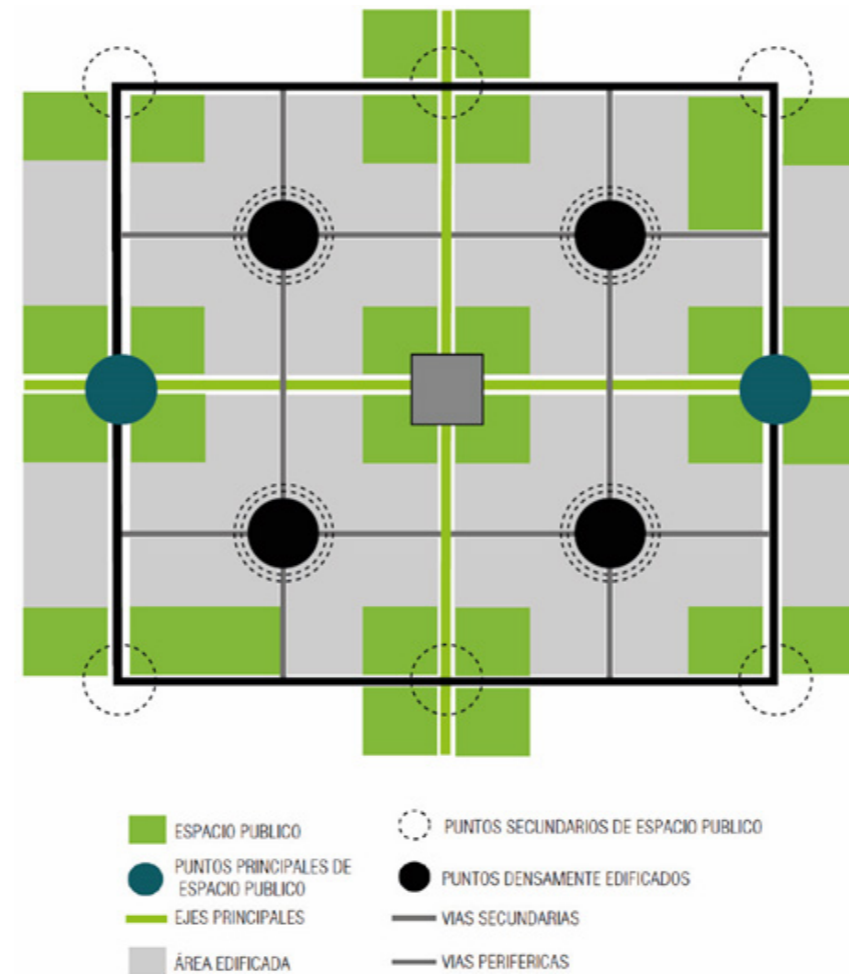 ESPACIO PUBLICO
PUNTOS PRINCIPALES DE
ESPACIO PUBLICO
EJES PRINCIPALES
ÁREA EDIFICADA
PUNTOS SECUNDARIOS DE ESPACIO PUBLICO
PUNTOS DENSAMENTE EDIFICADOS
VIAS SECUNDARIAS
VIAS PERIFERICAS